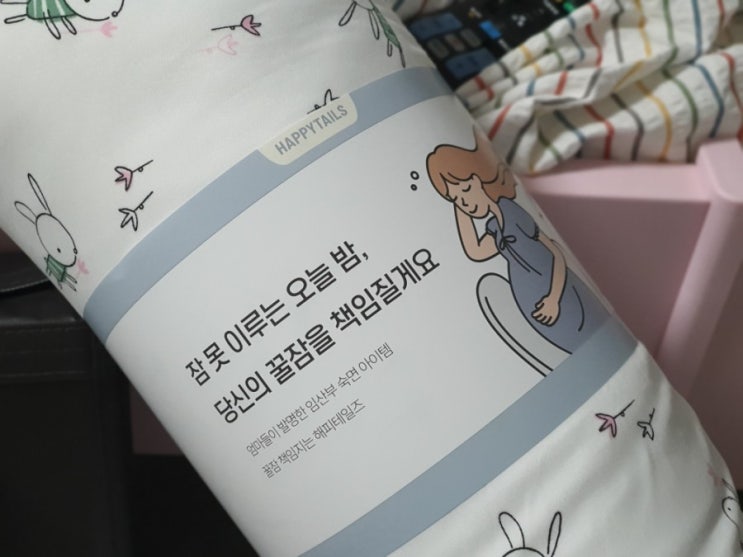 HAPPYTAILS
잠 못 이루는 오늘 밤,
당신의 꿀잠을 책임질게요
엄마들이 발명한 임산부 숙면 아이템
꿀잠 책임지는 해피테일즈